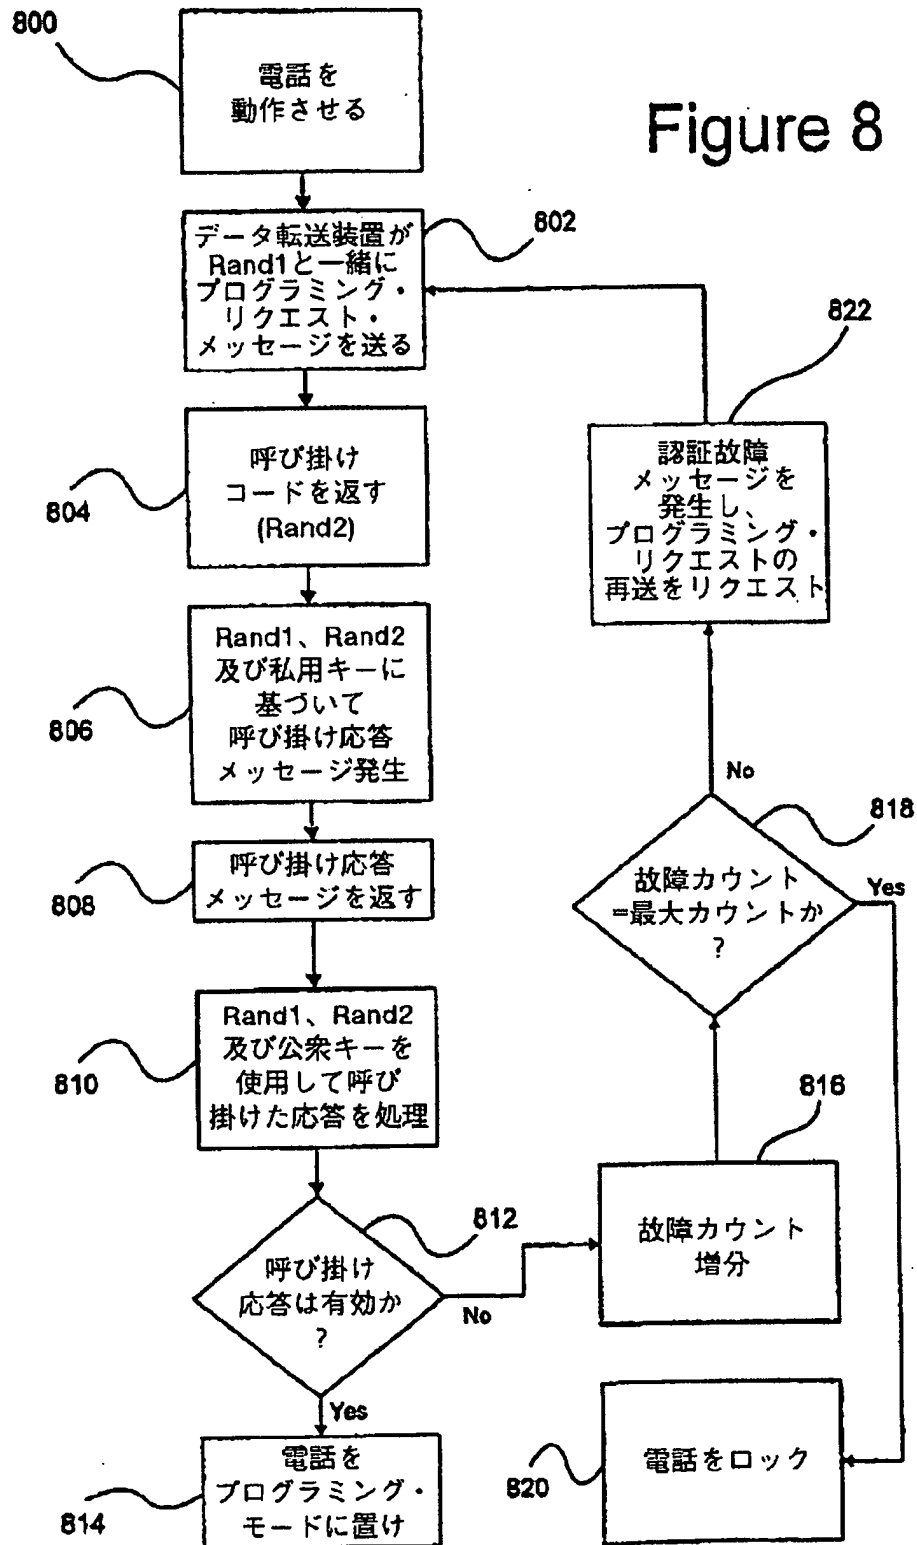 800
電話を
動作させる
Figure 8
データ転送装置が
Rand1と一緒に
プログラミング・
リクエスト・
メッセージを送る
802
呼び掛け
コードを返す
(Rand2)
804
Rand1、Rand2
及び私用キーに
基づいて
呼び掛け応答
メッセージ発生
806
呼び掛け応答
メッセージを返す
808
Rand1、Rand2
及び公衆キーを
使用して呼び
掛けた応答を処理
810
呼び掛け
応答は有効か
?
812
No
Yes
電話を
プログラミング・
モードに置け
814
故障カウント
増分
816
故障カウント
=最大カウントか
?
818
No
Yes
認証故障
メッセージを
発生し、
プログラミング・
リクエストの
再送をリクエスト
822
電話をロック
820